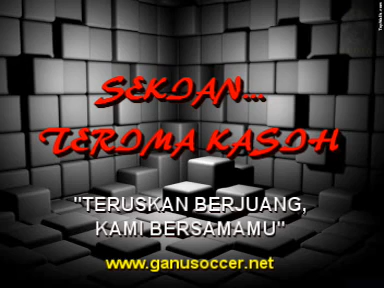 SEKIAN...
TERIMA KASIH
"TERUSKAN BERJUANG,
KAMI BERSAMAMU"
www.ganusoccer.net